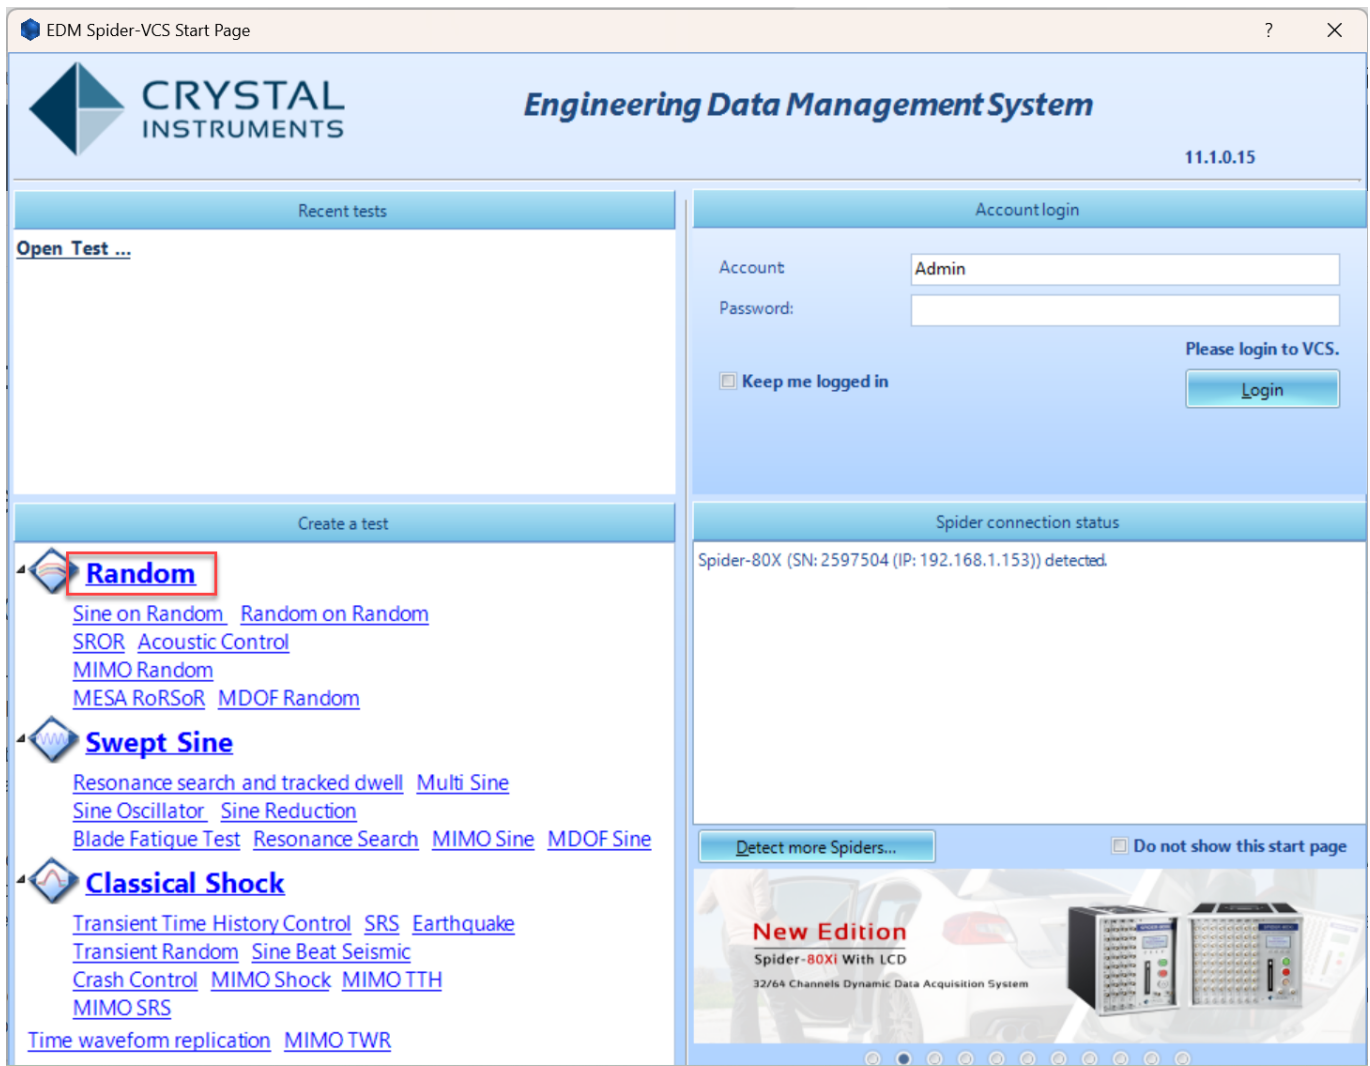 EDM Spider-VCS Start Page
?
CRYSTAL
INSTRUMENTS
Engineering Data Management System
11.1.0.15
Recent tests
Open Test ...
Account login
Account
Admin
Password:
Please login to VCS.
Keep me logged in
Login
Create a test
Random
Sine on Random Random on Random
SROR Acoustic Control
MIMO Random
MESA RoRSoR MDOF Random
Swept Sine
Resonance search and tracked dwell Multi Sine
Sine Oscillator Sine Reduction
Blade Fatigue Test Resonance Search MIMO Sine MDOF Sine
Classical Shock
Transient Time History Control SRS Earthquake
Transient Random Sine Beat Seismic
Crash Control MIMO Shock MIMO TTH
MIMO SRS
Time waveform replication MIMO TWR
Spider connection status
Spider-80X (SN: 2597504 (IP: 192.168.1.153)) detected.
Detect more Spiders...
Do not show this start page
New Edition
Spider-80Xi With LCD
32/64 Channels Dynamic Data Acquisition System